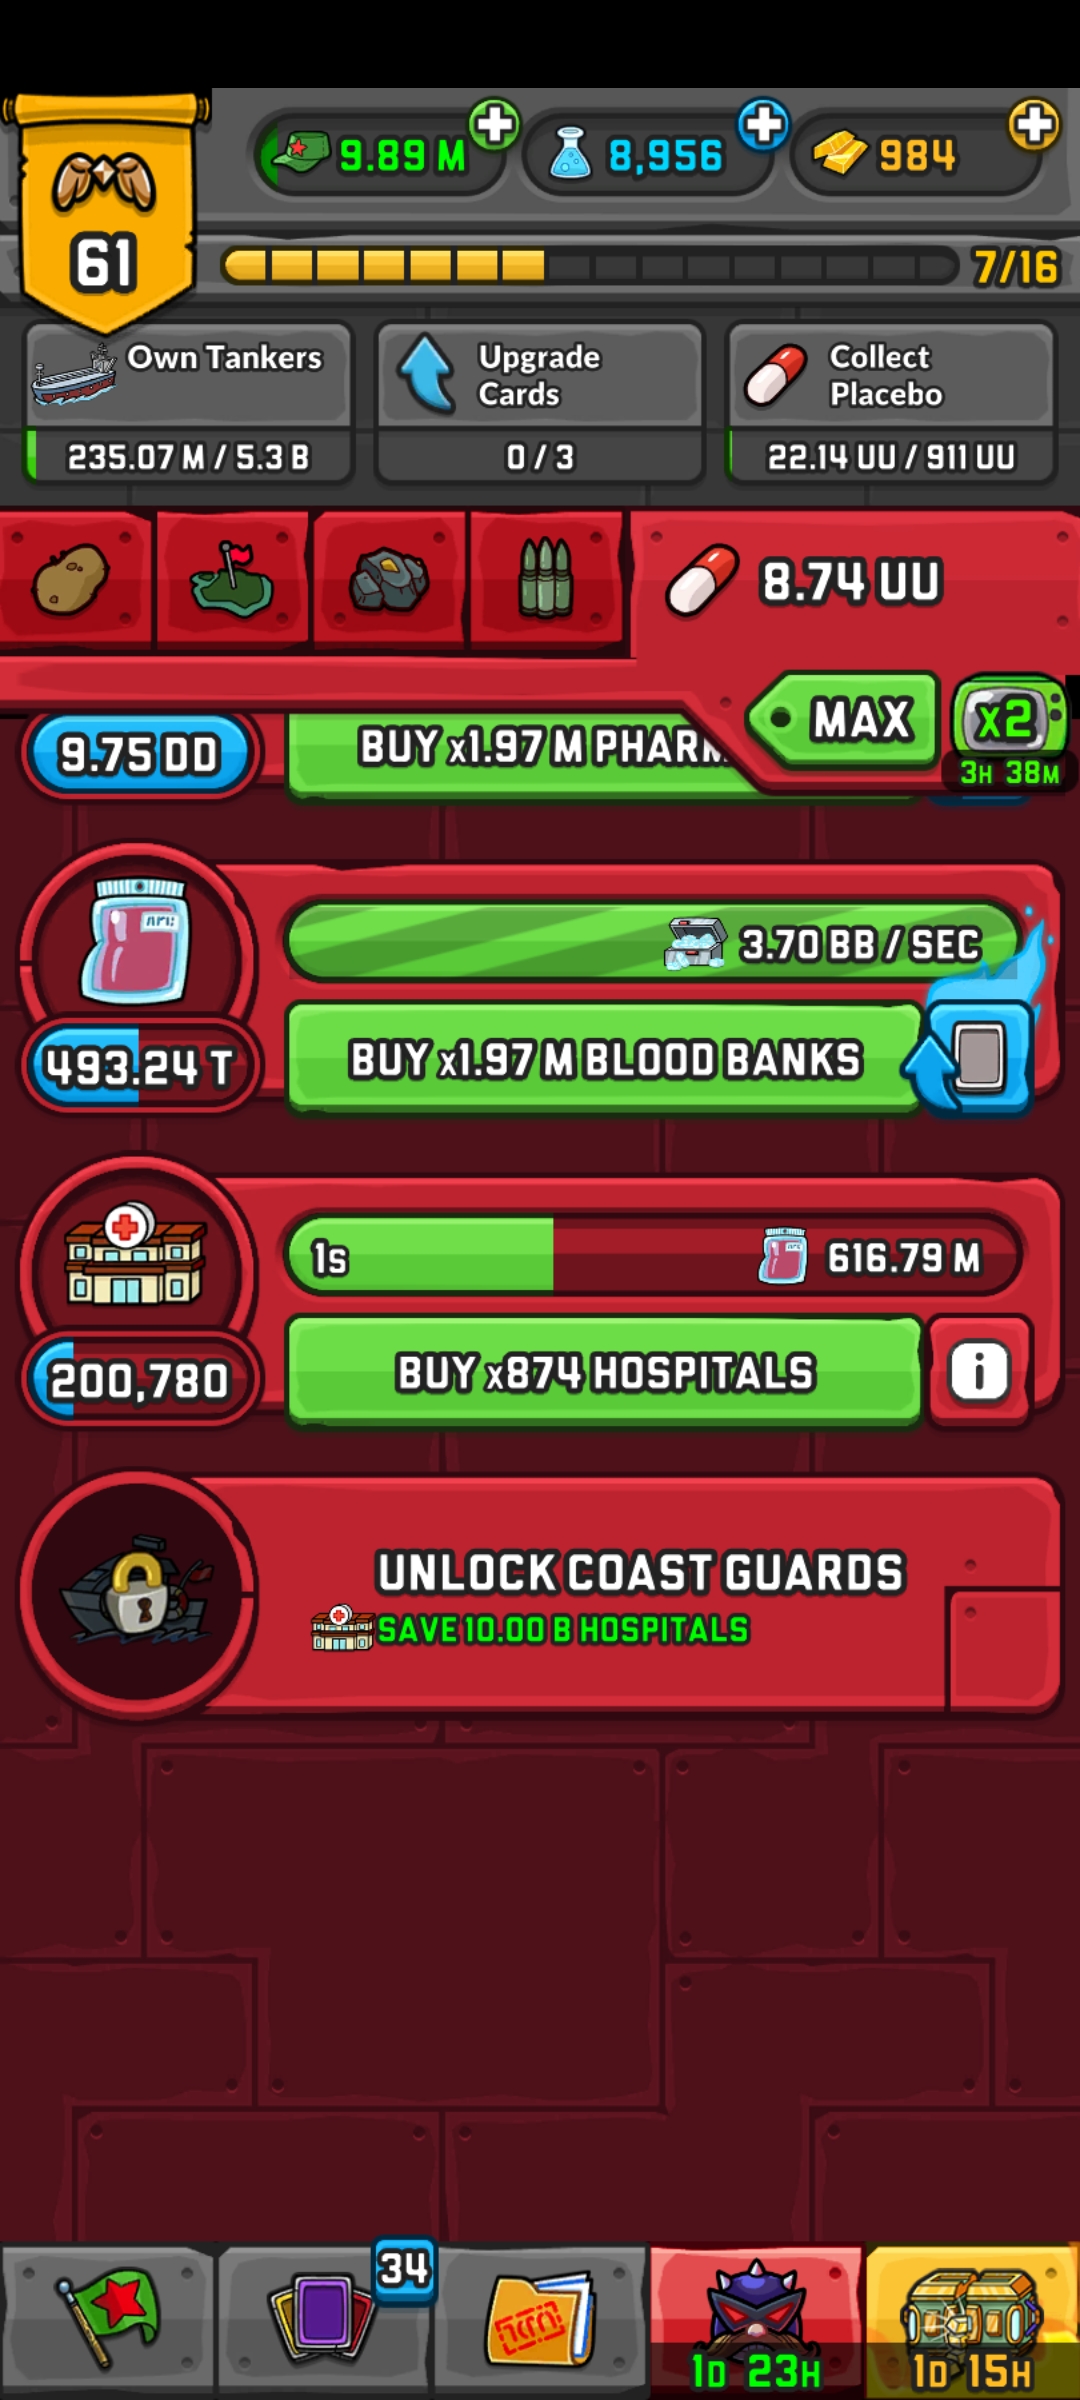 9.89 M
8,956
984
61
7/16
Own Tankers
235.07 M / 5.3 B
Upgrade
Cards
0 / 3
Collect
Placebo
22.14 UU / 911 UU
8.74 UU
MAX
x2
3H 38M
9.75 DD
BUY x1.97 M PHARM
3.70 BB / SEC
493.24 T
BUY x1.97 M BLOOD BANKS
1s
616.79 M
200,780
BUY x874 HOSPITALS
i
UNLOCK COAST GUARDS
SAVE 10.00 B HOSPITALS
34
1D 23H
1D 15H